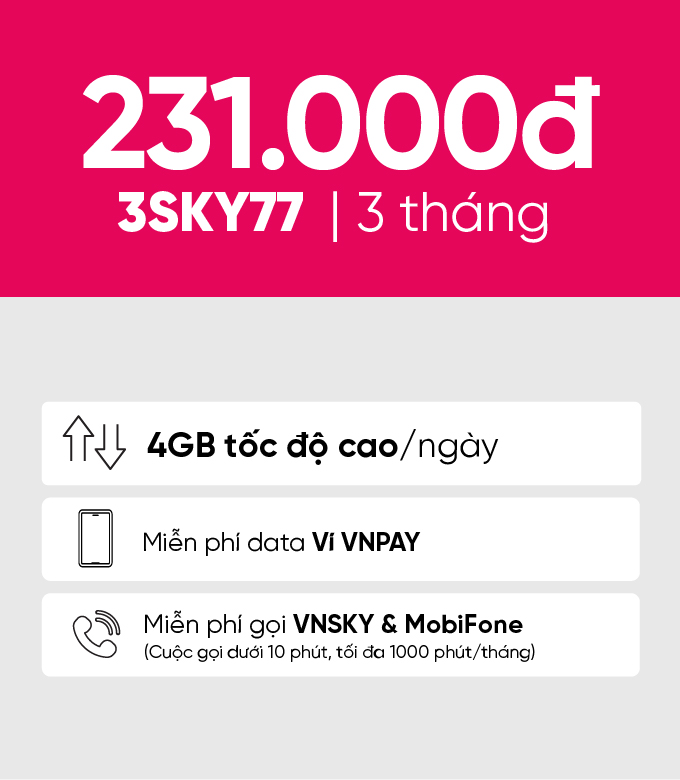 231.000đ
3SKY77 | 3 tháng
4GB tốc độ cao/ngày
Miễn phí data Ví VNPAY
Miễn phí gọi VNSKY & MobiFone
(Cuộc gọi dưới 10 phút, tối đa 1000 phút/tháng)